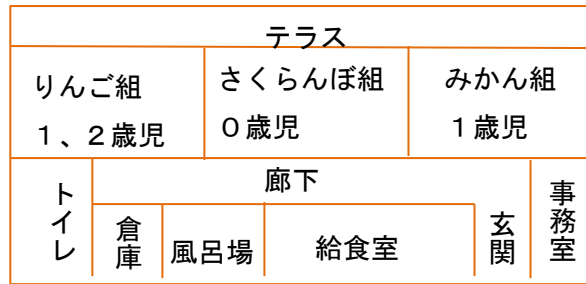 テラス
りんご組
1、2歳児
さくらんぼ組
0歳児
みかん組
1歳児
トイレ
廊下
倉庫
風呂場
給食室
玄関
事務室